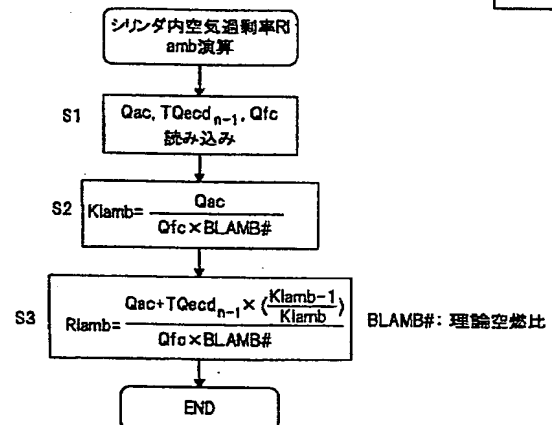 シリンダ内空気過剰率Rl
amb演算
S1
Qac, TQecd n-1, Qfc
読み込み
S2
Klamb= Qac
Qfc×BLAMB#
S3
Rlamb= Qac+TQecd n-1 × (Klamb-1
Klamb)
Qfc×BLAMB#
BLAMB#: 理論空燃比
END